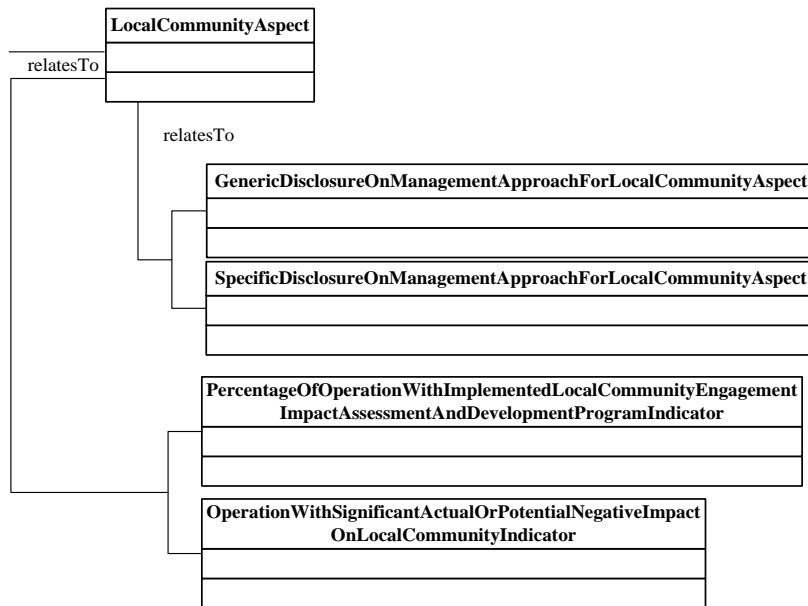 LocalCommunityAspect
relatesTo
relatesTo
GenericDisclosureOnManagementApproachForLocalCommunityAspect
SpecificDisclosureOnManagementApproachForLocalCommunityAspect
PercentageOfOperationWithImplementedLocalCommunityEngagement
ImpactAssessmentAndDevelopmentProgramIndicator
OperationWithSignificantActualOrPotentialNegativeImpact
OnLocalCommunityIndicator